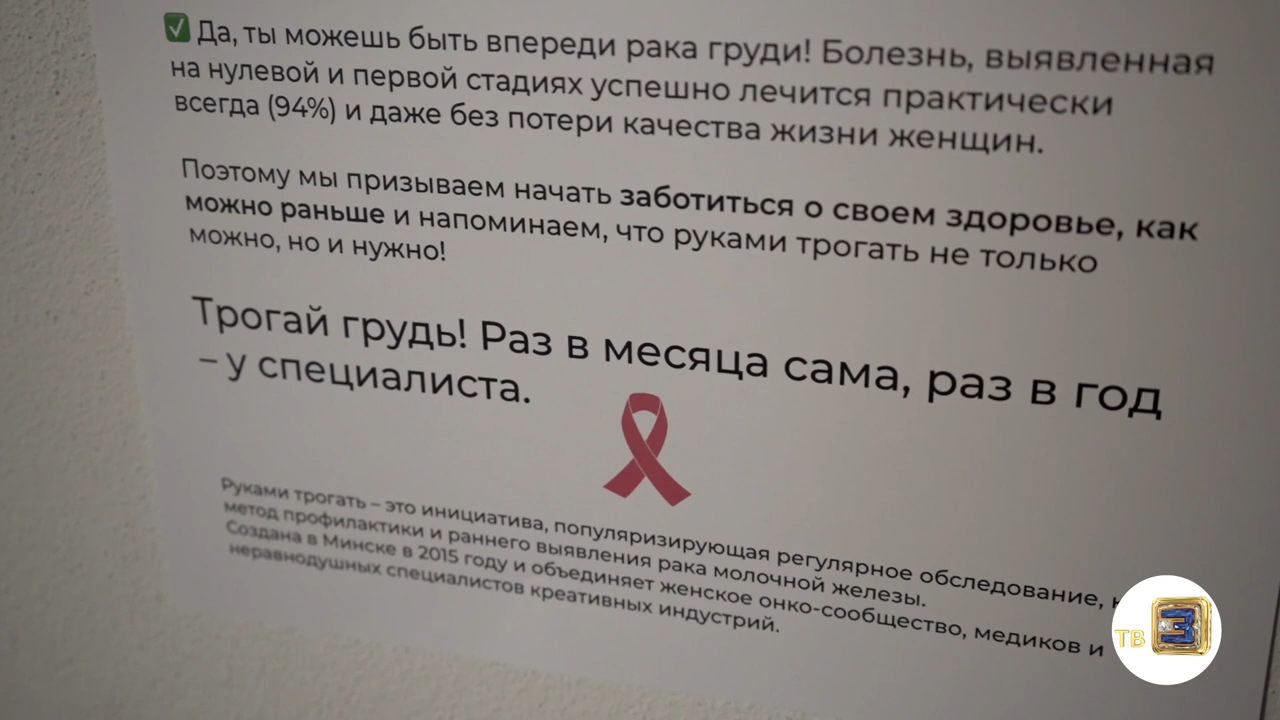 Да, ты можешь быть впереди рака груди! Болезнь, выявленная
на нулевой и первой стадиях успешно лечится практически
всегда (94%) и даже без потери качества жизни женщин.
Поэтому мы призываем начать заботиться о своем здоровье, как
можно раньше и напоминаем, что руками трогать не только
можно, но и нужно!
Трогай грудь! Раз в месяца сама, раз в год
– у специалиста.
Руками трогать – это инициатива, популяризирующая регулярное обследование,
метод профилактики и раннего выявления рака молочной железы.
Создана в Минске в 2015 году и объединяет женское онко-сообщество, медиков и
неравнодушных специалистов креативных индустрий.
ТВ 3